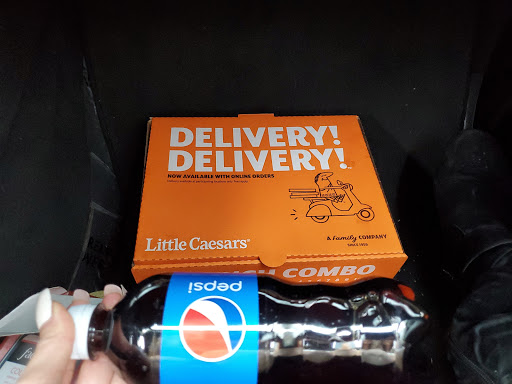 DELIVERY!
DELIVERY!
NOW AVAILABLE WITH ONLINE ORDERS
Little Caesars®
A Family COMPANY
SINCE 1959
COMBO
pepsi